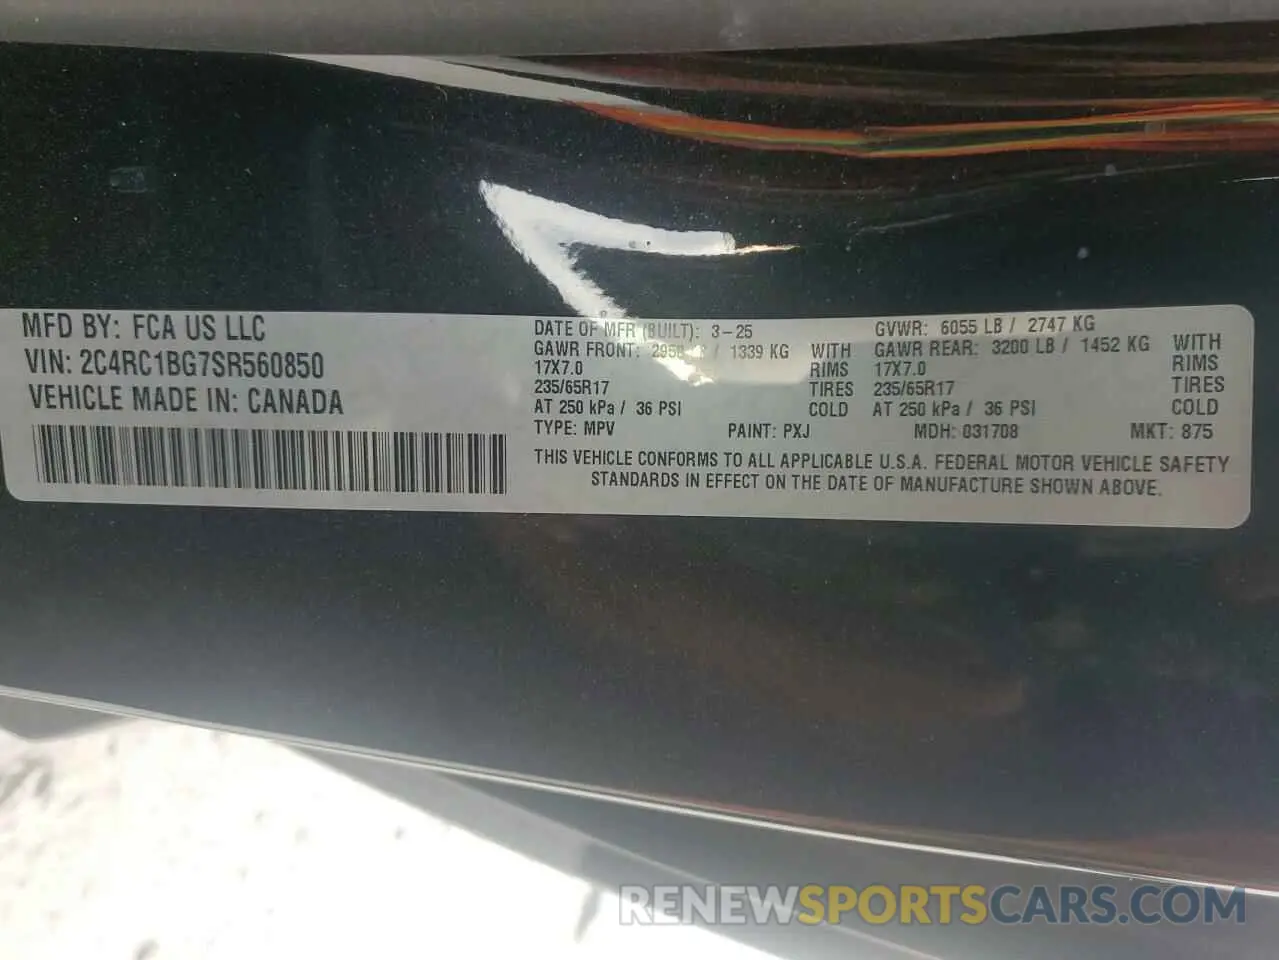 MFD BY: FCA US LLC
VIN: 2C4RC1BG7SR560850
VEHICLE MADE IN: CANADA
DATE OF MFR (BUILT): 3-25
GAWR FRONT: / 1339 KG WITH
17X7.0 RIMS
235/65R17 TIRES
AT 250 kPa / 36 PSI COLD
GVWR: 6055 LB / 2747 KG
GAWR REAR: 3200 LB / 1452 KG WITH
17X7.0 RIMS
235/65R17 TIRES
AT 250 kPa / 36 PSI COLD
TYPE: MPV PAINT: PXJ MDH: 031708 MKT: 875
THIS VEHICLE CONFORMS TO ALL APPLICABLE U.S.A. FEDERAL MOTOR VEHICLE SAFETY
STANDARDS IN EFFECT ON THE DATE OF MANUFACTURE SHOWN ABOVE.
RENEWSPORTSCARS.COM